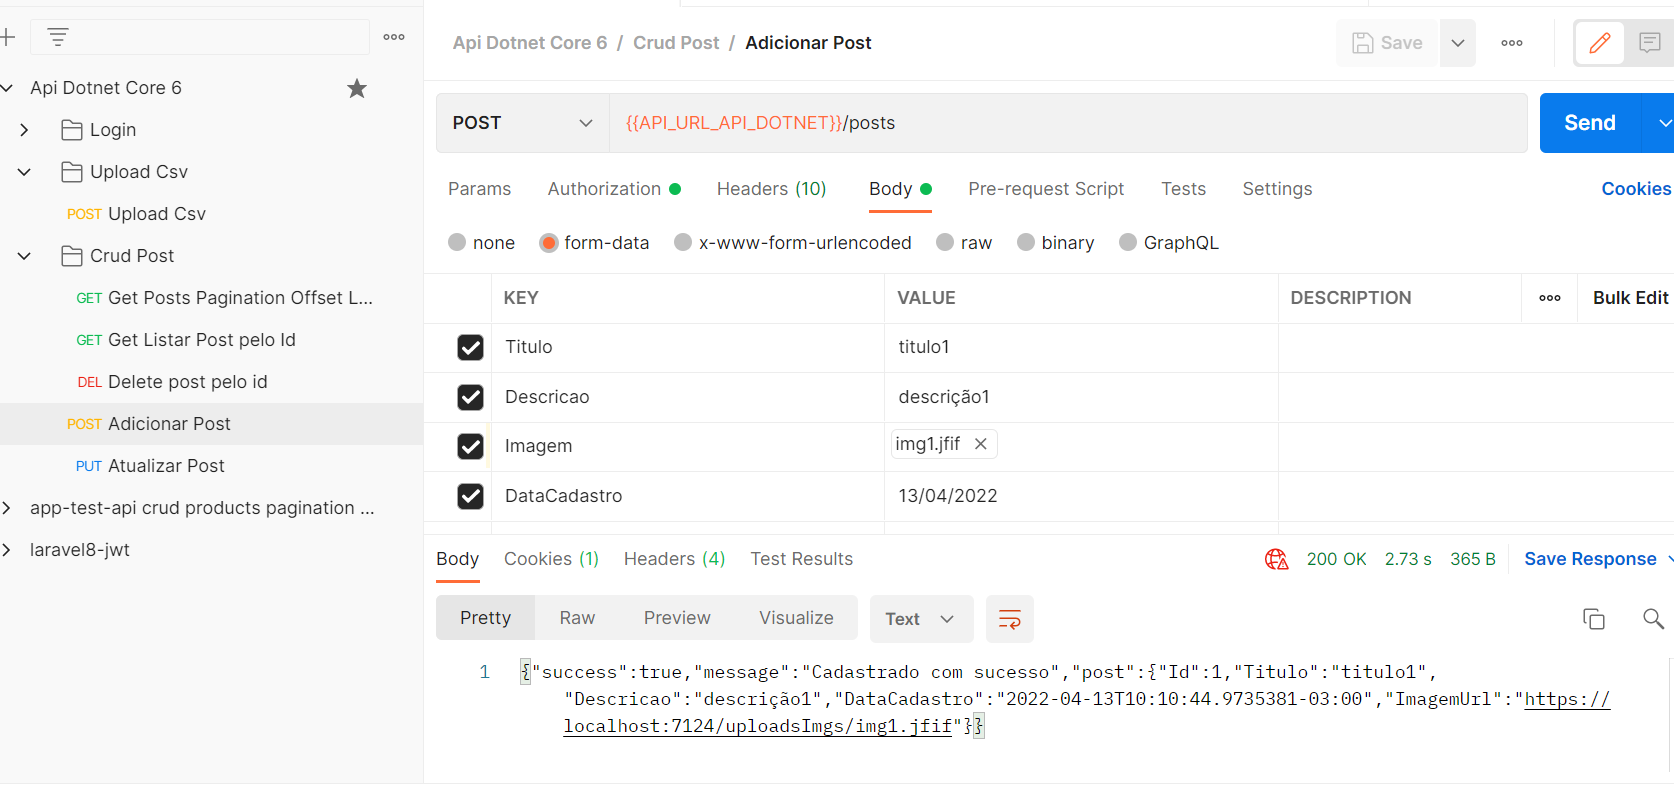 Api Dotnet Core 6
Login
Upload Csv
POST Upload Csv
Crud Post
GET Get Posts Pagination Offset L...
GET Get Listar Post pelo Id
DEL Delete post pelo id
POST Adicionar Post
PUT Atualizar Post
app-test-api crud products pagination ...
laravel8-jwt
Api Dotnet Core 6 / Crud Post / Adicionar Post
Save
POST {{API_URL_API_DOTNET}}/posts Send
Params Authorization Headers (10) Body Pre-request Script Tests Settings Cookies
none form-data x-www-form-urlencoded raw binary GraphQL
KEY VALUE DESCRIPTION Bulk Edit
Titulo titulo1
Descricao descrição1
Imagem img1.jfif
DataCadastro 13/04/2022
Body Cookies (1) Headers (4) Test Results 200 OK 2.73 s 365 B Save Response
Pretty Raw Preview Visualize Text
1 {"success":true,"message":"Cadastrado com sucesso","post":{"Id":1,"Titulo":"titulo1",
"Descricao":"descrição1","DataCadastro":"2022-04-13T10:10:44.9735381-03:00","ImagemUrl":"https://
localhost:7124/uploadsImgs/img1.jfif"}}